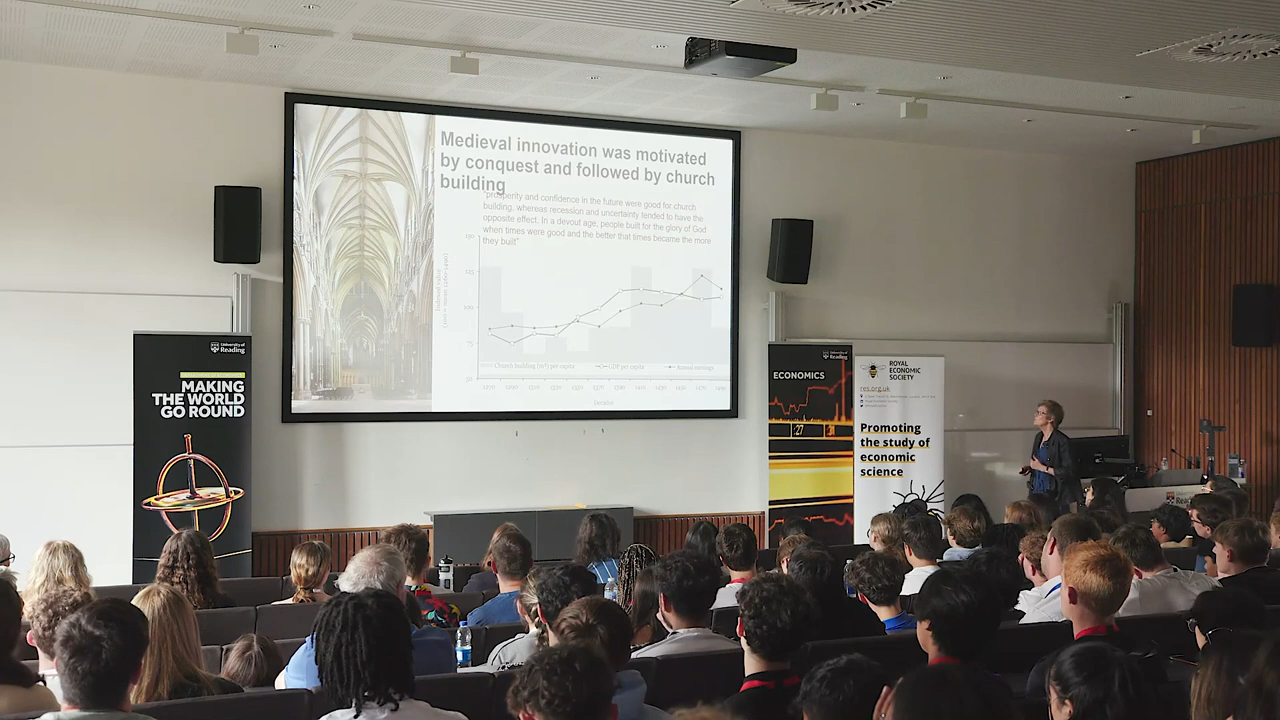 Medieval innovation was motivated
by conquest and followed by church
building
"prosperity and confidence in the future were good for church
building, whereas recession and uncertainty tended to have the
opposite effect. In a devout age, people built for the glory of God
when times were good and the better that times became the more
they built"
Church building (m³) per capita
GDP per capita
Annual earnings
Decades
University of
Reading
MAKING
THE WORLD
GO ROUND
University of
Reading
ECONOMICS
:27
ROYAL
ECONOMIC
SOCIETY
res.org.uk
Promoting
the study of
economic
science